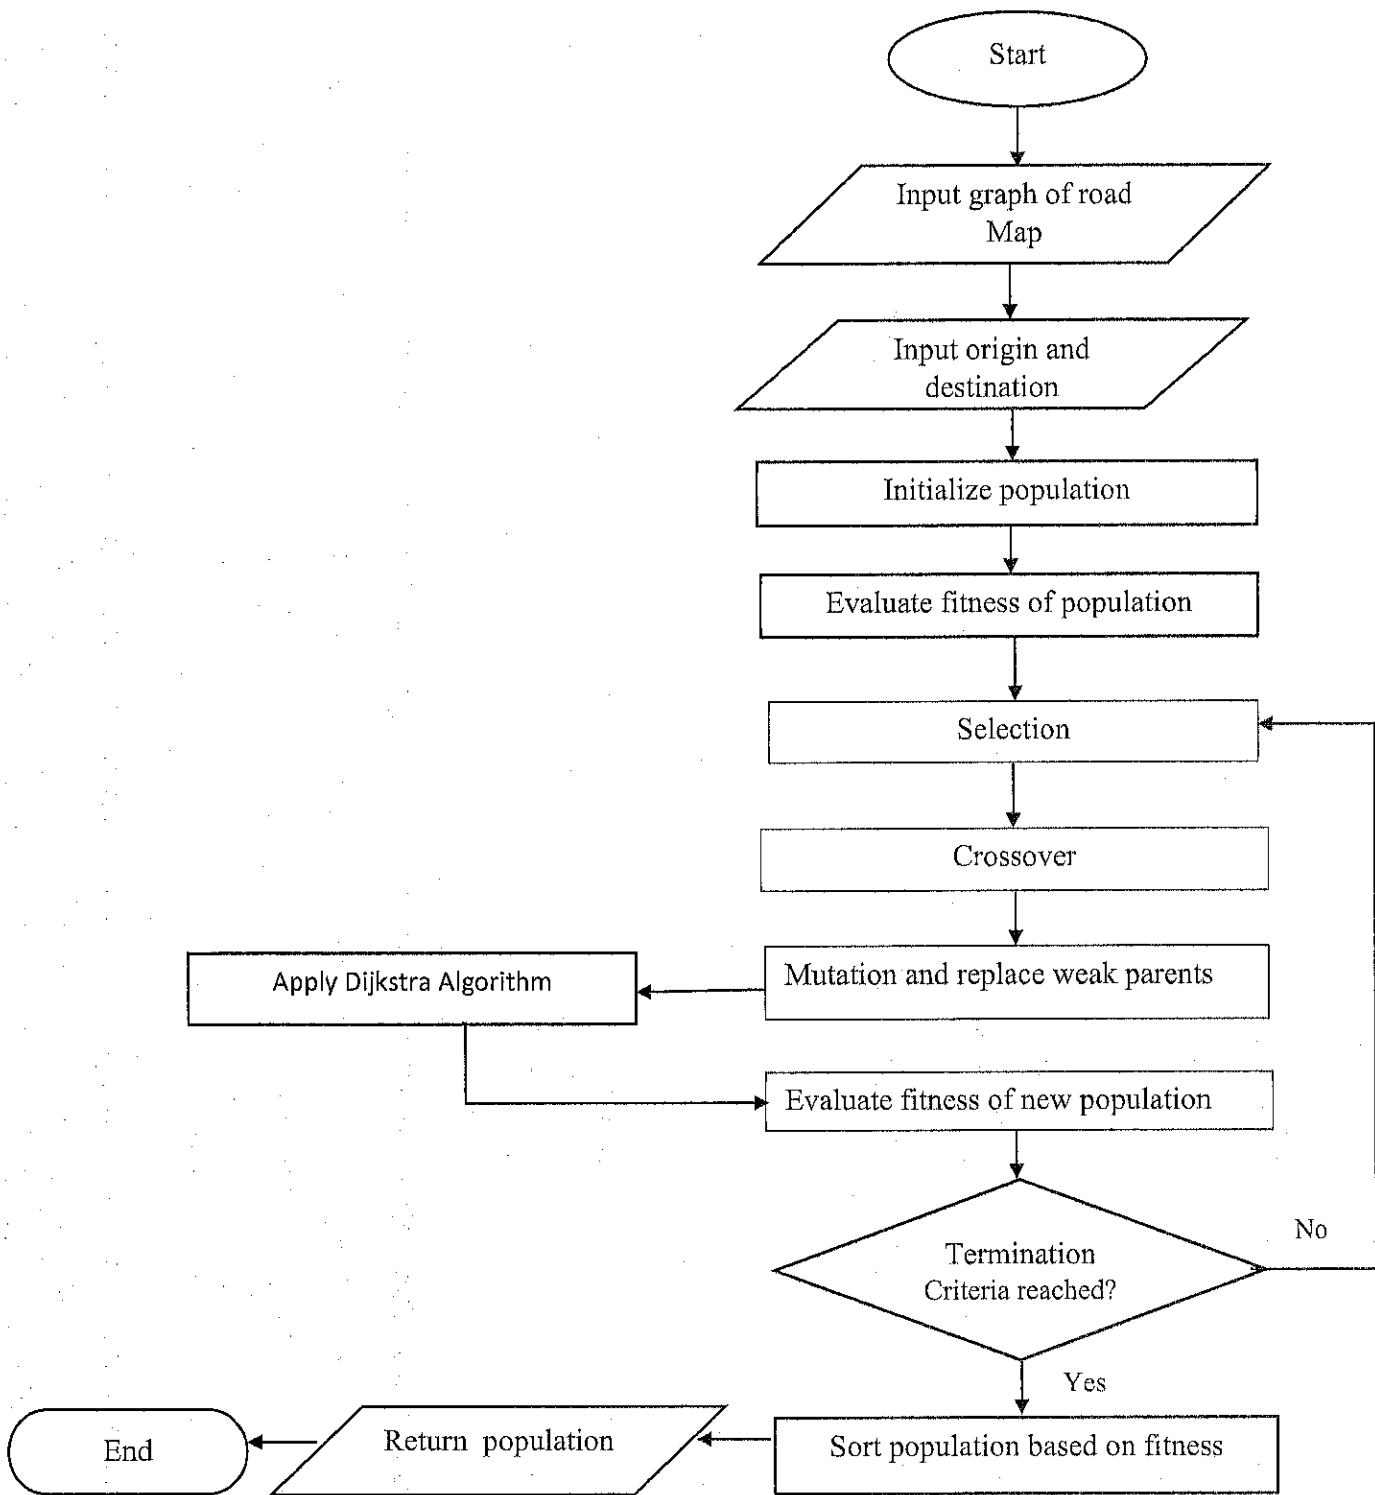 Start
Input graph of road
Map
Input origin and
destination
Initialize population
Evaluate fitness of population
Selection
Crossover
Mutation and replace weak parents
Apply Dijkstra Algorithm
Evaluate fitness of new population
Termination
Criteria reached?
No
Yes
Sort population based on fitness
Return population
End